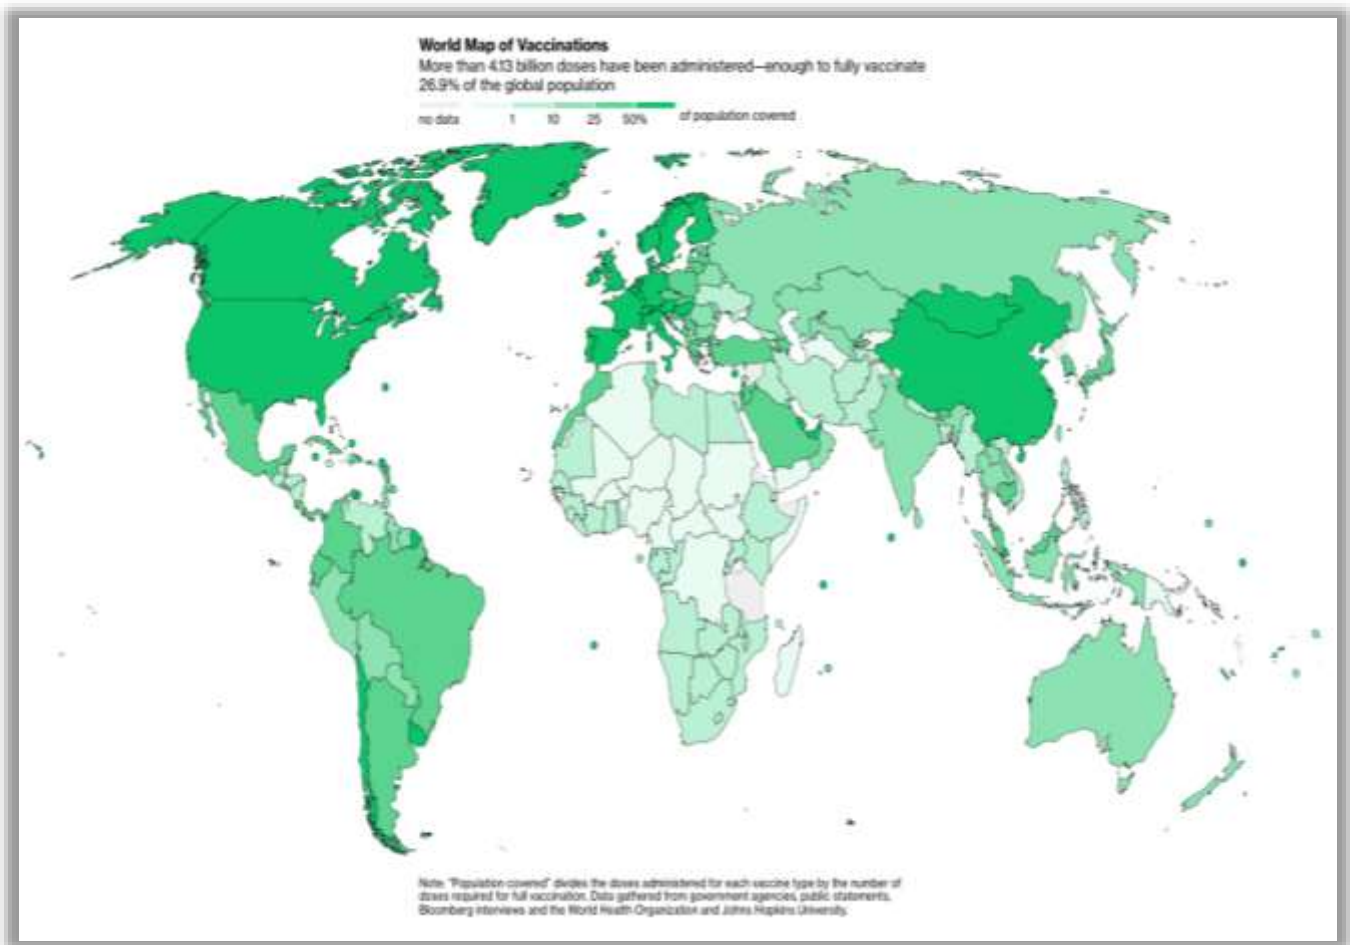 World Map of Vaccinations
More than 4.13 billion doses have been administered—enough to fully vaccinate
26.9% of the global population
no data 1 10 25 50% of population covered
Note: "Population covered" divides the doses administered for each vaccine type by the number of
doses required for full vaccination. Data gathered from government agencies, public statements,
Bloomberg interviews and the World Health Organization and Johns Hopkins University.